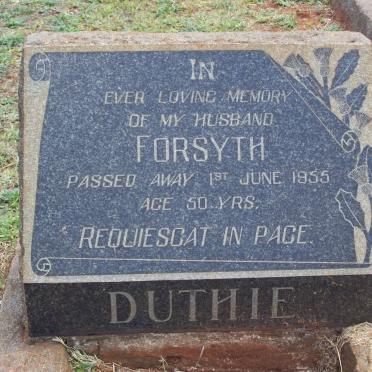 IN
EVER LOVING MEMORY
OF MY HUSBAND
FORSYTH
PASSED AWAY 1ST JUNE 1955
AGE 50 YRS.
REQUIESCAT IN PACE.
DUTHIE